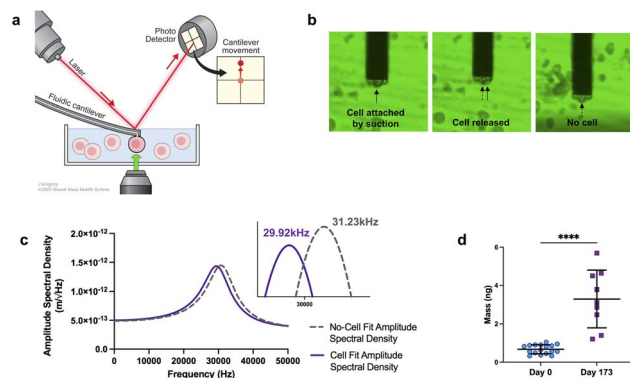 a
Photo
Detector
Cantilever
movement
Laser
Fluidic cantilever
©2022 Mount Sinai Health System
b
Cell attached
by suction
Cell released
No cell
c
Amplitude Spectral Density
(m/√Hz)
2.0×10-12
1.5×10-12
1.0×10-12
5.0×10-13
0 10000 20000 30000 40000 50000
Frequency (Hz)
29.92kHz
31.23kHz
30000
No-Cell Fit Amplitude
Spectral Density
Cell Fit Amplitude
Spectral Density
d
****
Mass (ng)
6
4
2
0
Day 0 Day 173